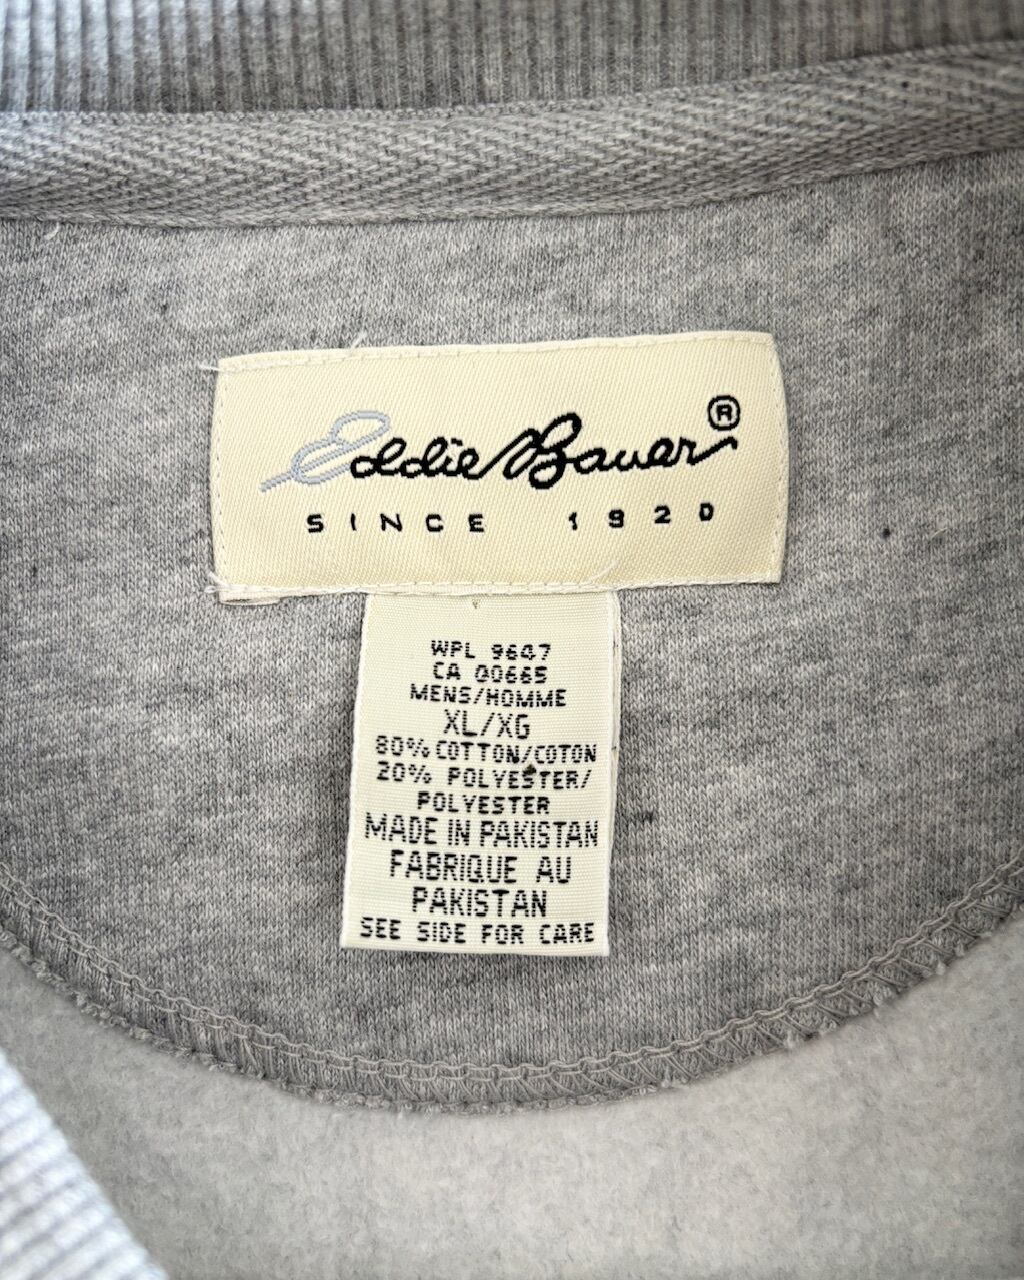 Eddie Bauer®
SINCE 1920
WPL 9647
CA 00665
MENS/HOMME
XL/XG
80% COTTON/COTON
20% POLYESTER/
POLYESTER
MADE IN PAKISTAN
FABRIQUE AU
PAKISTAN
SEE SIDE FOR CARE